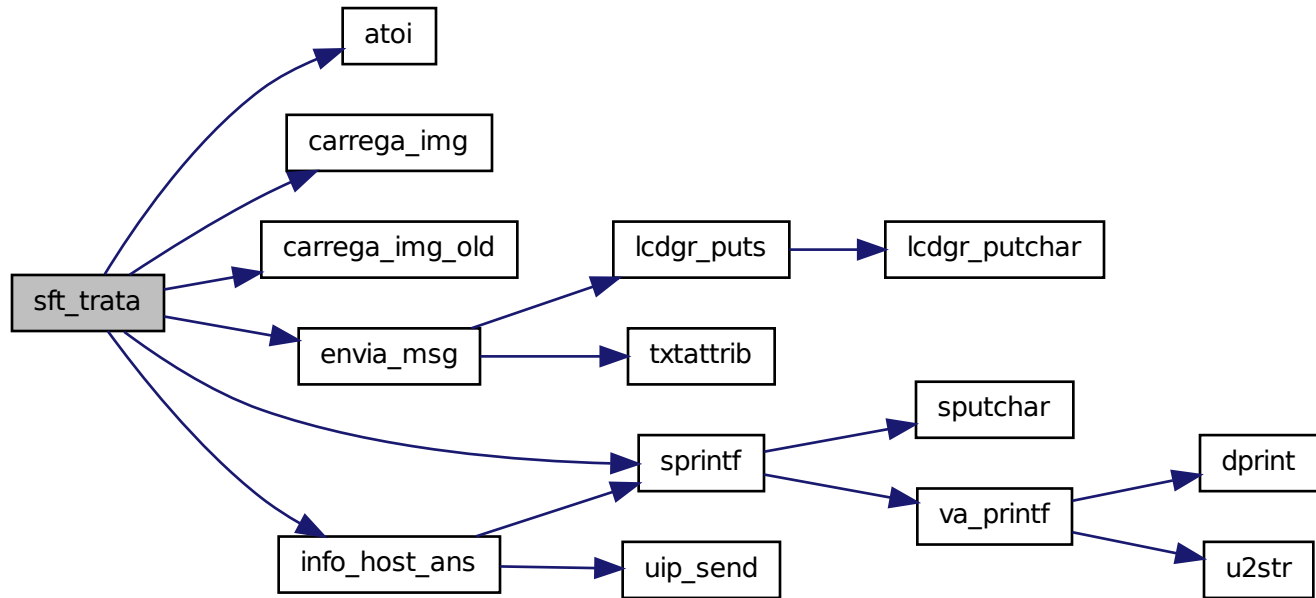 atoi
carrega_img
carrega_img_old
lcdgr_puts
lcdgr_putchar
sft_trata
envia_msg
txtattrib
sputchar
sprintf
dprint
va_printf
info_host_ans
uip_send
u2str